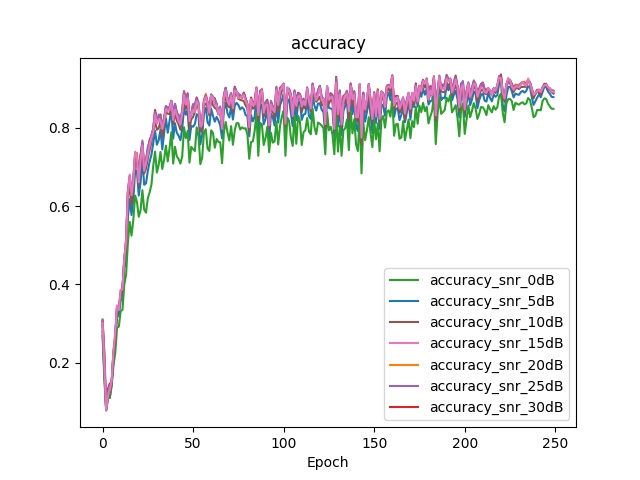 accuracy
0.8
0.6
0.4
0.2
accuracy_snr_0dB
accuracy_snr_5dB
accuracy_snr_10dB
accuracy_snr_15dB
accuracy_snr_20dB
accuracy_snr_25dB
accuracy_snr_30dB
0 50 100 150 200 250
Epoch